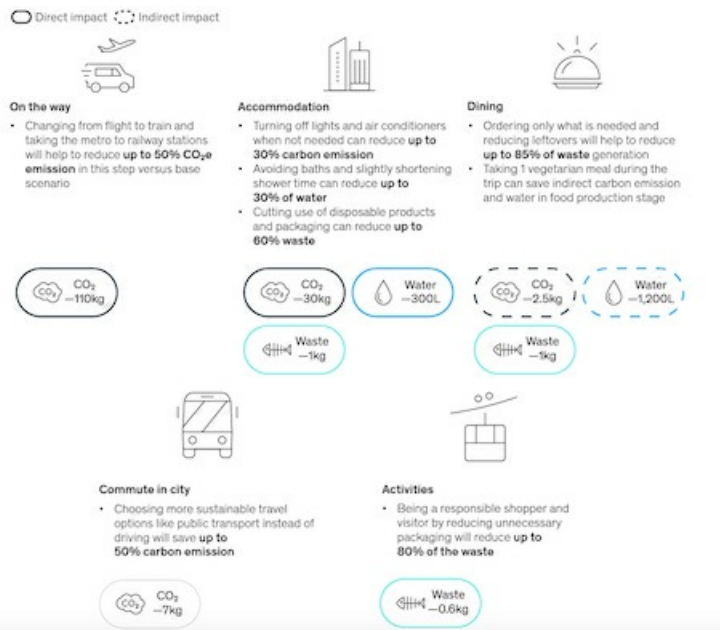 Direct impact Indirect impact
On the way
• Changing from flight to train and
taking the metro to railway stations
will help to reduce up to 50% CO₂e
emission in this step versus base
scenario
CO₂
–110kg
Accommodation
• Turning off lights and air conditioners
when not needed can reduce up to
30% carbon emission
• Avoiding baths and slightly shortening
shower time can reduce up to
30% of water
• Cutting use of disposable products
and packaging can reduce up to
60% waste
CO₂
CO₂
–30kg
Water
–300L
Waste
–1kg
Dining
• Ordering only what is needed and
reducing leftovers will help to reduce
up to 85% of waste generation
• Taking 1 vegetarian meal during the
trip can save indirect carbon emission
and water in food production stage
CO₂
CO₂
–2.5kg
Water
–1,200L
Waste
–1kg
Commute in city
• Choosing more sustainable travel
options like public transport instead of
driving will save up to
50% carbon emission
CO₂
CO₂
–7kg
Activities
• Being a responsible shopper and
visitor by reducing unnecessary
packaging will reduce up to
80% of the waste
Waste
–0.6kg